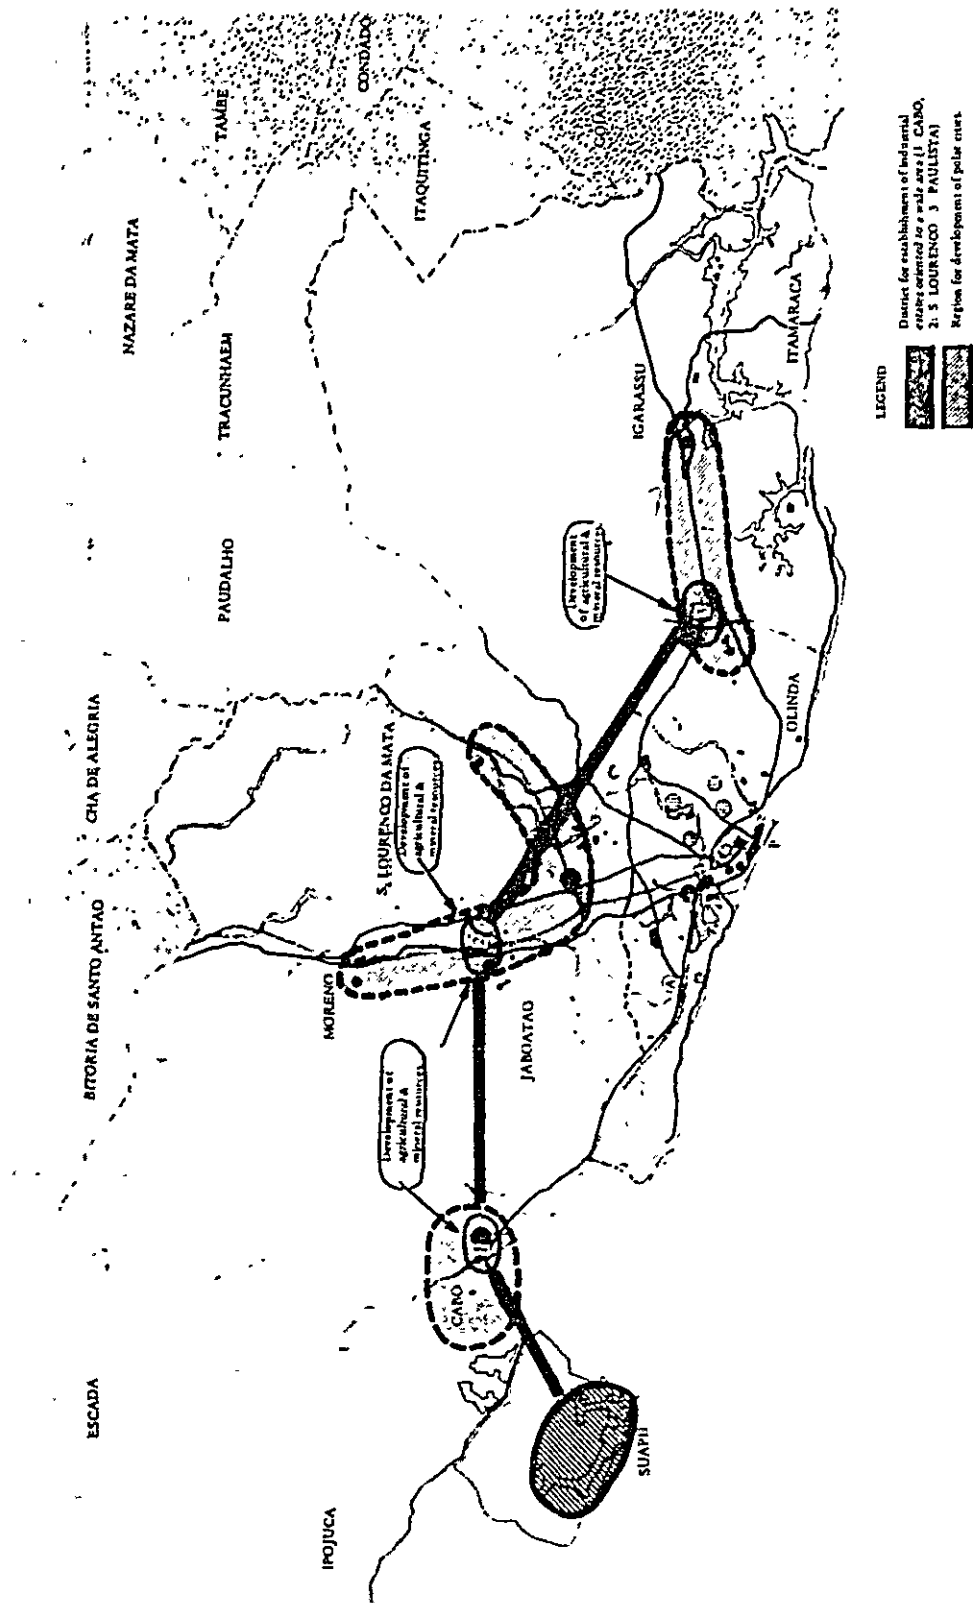 NAZARE DA MATA
TAMBE
CONDADO
ITAQUITINGA
GOIANA
TRACUNHAEM
PAUDALHO
CHA DE ALEGRIA
BITORIA DE SANTO ANTAO
ESCADA
IPOJUCA
IGARASSU
ITAMARACA
S. LOURENCO DA MATA
MORENO
JABOATAO
OLINDA
CABO
SUAPE
Development
of agricultural &
mineral resources
Development of
agricultural &
mineral resources
Development of
agricultural &
mineral resources
LEGEND
District for establishment of industrial
estates oriented to a wide area (1 CABO,
2: S LOURENCO 3 PAULISTA)
Region for development of polar cities